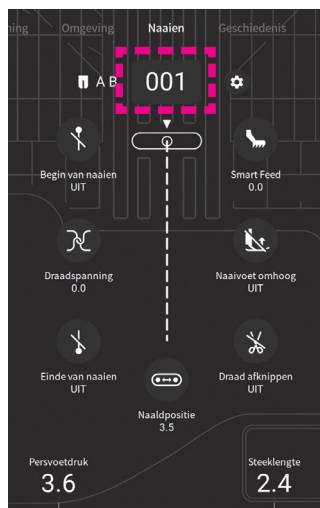 ning Omgeving Naaien Geschiedenis
A B 001
Begin van naaien
UIT
Smart Feed
0.0
Draadspanning
0.0
Naaivoet omhoog
UIT
Einde van naaien
UIT
Draad afknippen
UIT
Naaldpositie
3.5
Persvoetdruk
3.6
Steeklengte
2.4